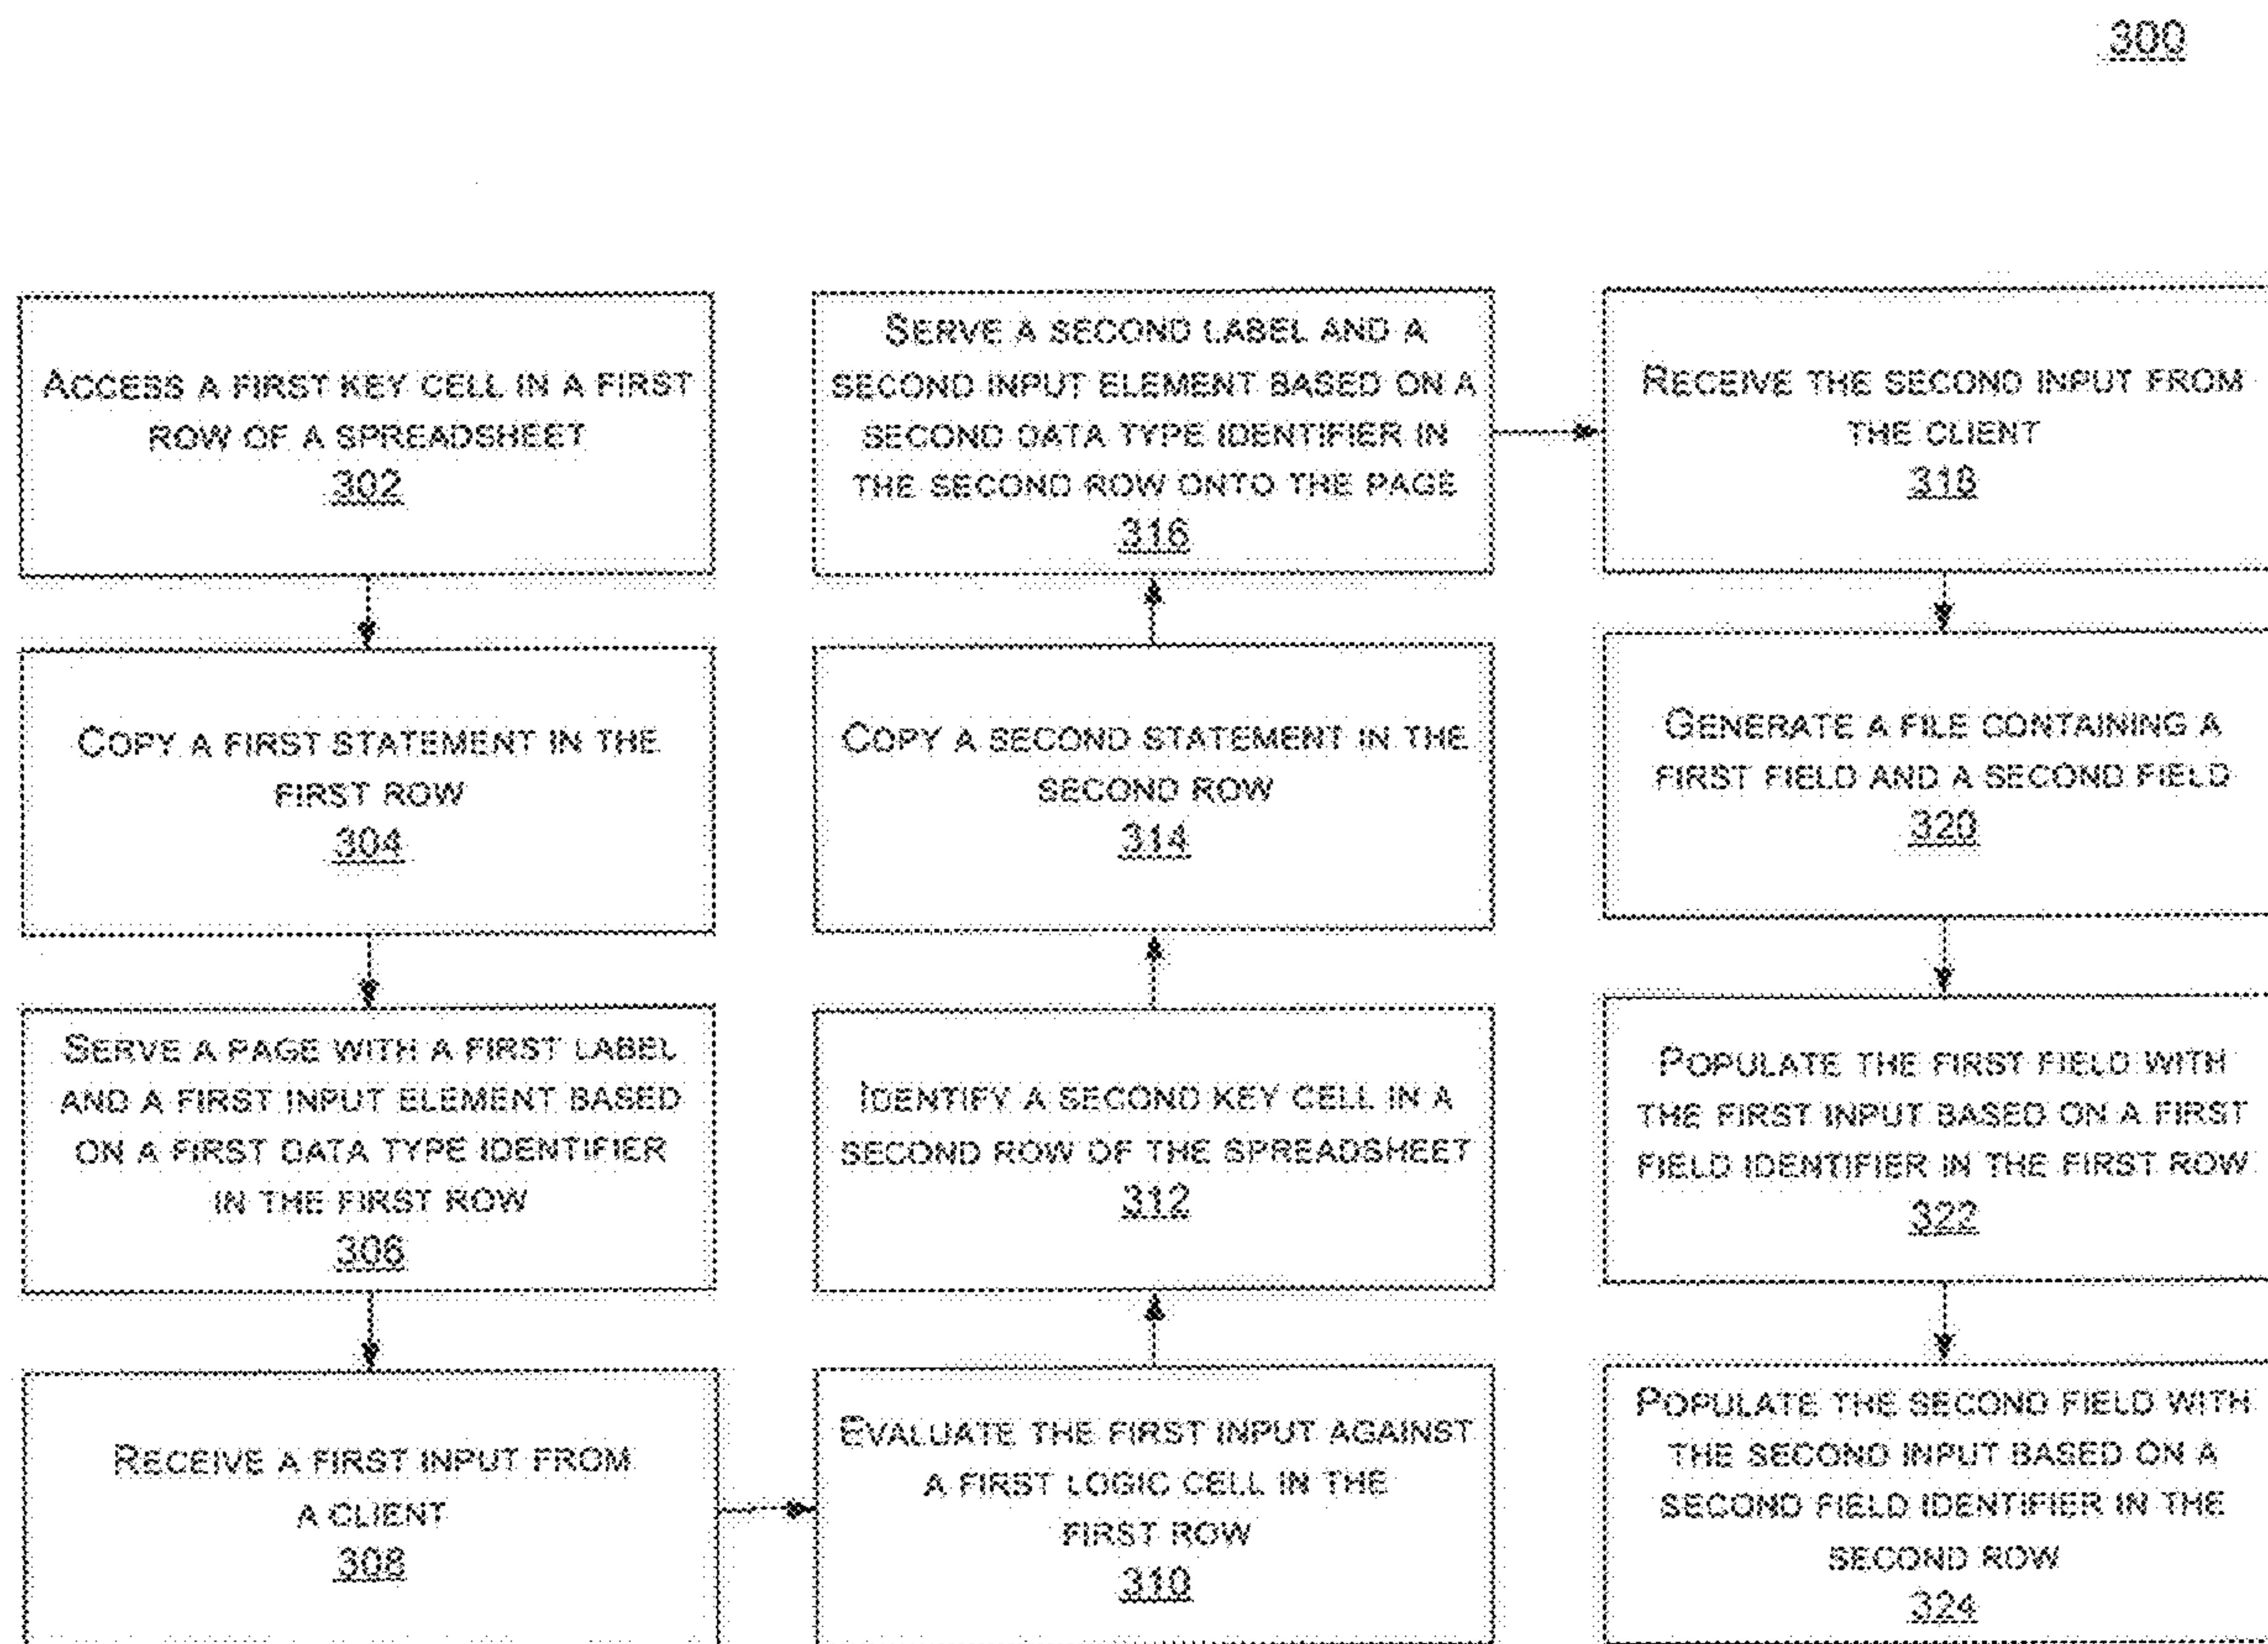 300
ACCESS A FIRST KEY CELL IN A FIRST
ROW OF A SPREADSHEET
302
COPY A FIRST STATEMENT IN THE
FIRST ROW
304
SERVE A PAGE WITH A FIRST LABEL
AND A FIRST INPUT ELEMENT BASED
ON A FIRST DATA TYPE IDENTIFIER
IN THE FIRST ROW
306
RECEIVE A FIRST INPUT FROM
A CLIENT
308
EVALUATE THE FIRST INPUT AGAINST
A FIRST LOGIC CELL IN THE
FIRST ROW
310
IDENTIFY A SECOND KEY CELL IN A
SECOND ROW OF THE SPREADSHEET
312
COPY A SECOND STATEMENT IN THE
SECOND ROW
314
SERVE A SECOND LABEL AND A
SECOND INPUT ELEMENT BASED ON A
SECOND DATA TYPE IDENTIFIER IN
THE SECOND ROW ONTO THE PAGE
316
RECEIVE THE SECOND INPUT FROM
THE CLIENT
318
GENERATE A FILE CONTAINING A
FIRST FIELD AND A SECOND FIELD
320
POPULATE THE FIRST FIELD WITH
THE FIRST INPUT BASED ON A FIRST
FIELD IDENTIFIER IN THE FIRST ROW
322
POPULATE THE SECOND FIELD WITH
THE SECOND INPUT BASED ON A
SECOND FIELD IDENTIFIER IN THE
SECOND ROW
324